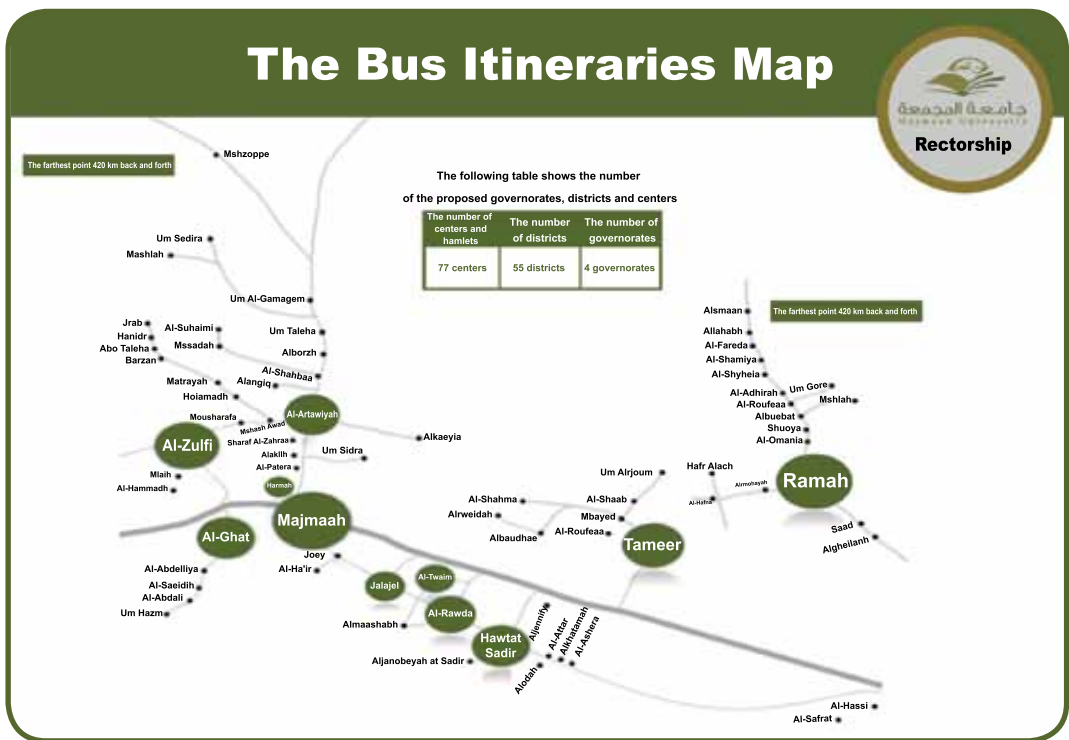 The Bus Itineraries Map
جامعة المجمعة
Majmaah University
Rectorship
The farthest point 420 km back and forth
Mshzoppe
The following table shows the number
of the proposed governorates, districts and centers
The number of centers and hamlets
The number of districts
The number of governorates
77 centers
55 districts
4 governorates
Um Sedira
Mashlah
Um Al-Gamagem
Jrab
Hanidr
Abo Taleha
Barzan
Al-Suhaimi
Mssadah
Um Taleha
Alborzh
Al-Shahbaa
Alangiq
Matrayah
Hoiamadh
Mousharafa
Mshash Awad
Al-Artawiyah
Sharaf Al-Zahraa
Alakllh
Al-Patera
Um Sidra
Alkaeyia
Al-Zulfi
Mlaih
Al-Hammadh
Harmah
Majmaah
Al-Ghat
Al-Abdelliya
Al-Saeidih
Al-Abdali
Um Hazm
Joey
Al-Ha'ir
Jalajel
Al-Twaim
Al-Rawda
Almaashabh
Hawtat
Sadir
Aljanobeyah at Sadir
Aljennify
Alodah
Al-Attar
Alkhatamah
Al-Ashera
Al-Hassi
Al-Safrat
Um Alrjoum
Al-Shahma
Al-Shaab
Alrweidah
Mbayed
Albaudhae
Al-Roufeaa
Tameer
The farthest point 420 km back and forth
Alsmaan
Allahabh
Al-Fareda
Al-Shamiya
Al-Shyheia
Al-Adhirah
Um Gore
Al-Roufeaa
Mshlah
Albuebat
Shuoya
Al-Omania
Hafr Alach
Al-Hafna
Alrmohayah
Ramah
Saad
Algheilanh